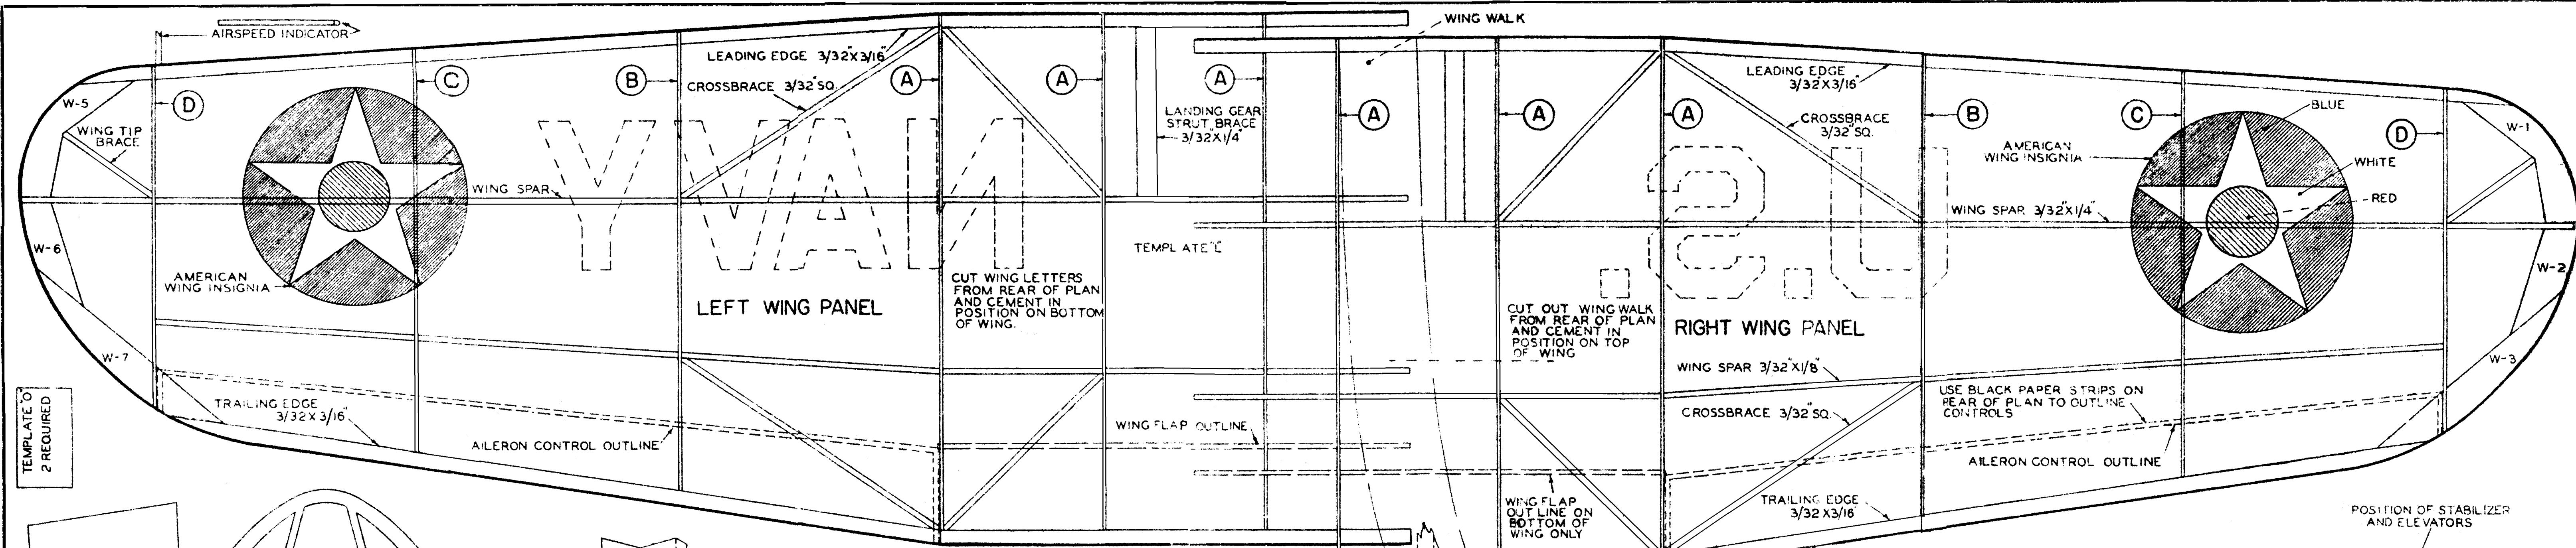 AIRSPEED INDICATOR
WING WALK
LEADING EDGE 3/32"X3/16"
CROSSBRACE 3/32"SQ.
A
A
A
B
C
D
W-5
WING TIP
BRACE
LANDING GEAR
STRUT BRACE
3/32"X1/4"
YVAN
WING SPAR
W-6
AMERICAN
WING INSIGNIA
LEFT WING PANEL
CUT WING LETTERS
FROM REAR OF PLAN
AND CEMENT IN
POSITION ON BOTTOM
OF WING.
TEMPLATE "L"
W-7
TRAILING EDGE
3/32 X 3/16"
AILERON CONTROL OUTLINE
WING FLAP OUTLINE
TEMPLATE "O"
2 REQUIRED
A
A
A
B
C
D
LEADING EDGE
3/32"X3/16"
CROSSBRACE
3/32"SQ.
BLUE
W-1
AMERICAN
WING INSIGNIA
WHITE
RED
WING SPAR 3/32"X1/4"
.S.U
W-2
CUT OUT WING WALK
FROM REAR OF PLAN
AND CEMENT IN
POSITION ON TOP
OF WING
RIGHT WING PANEL
WING SPAR 3/32"X1/8"
W-3
USE BLACK PAPER STRIPS ON
REAR OF PLAN TO OUTLINE
CONTROLS
CROSSBRACE 3/32"SQ.
AILERON CONTROL OUTLINE
WING FLAP
OUTLINE ON
BOTTOM OF
WING ONLY
TRAILING EDGE
3/32 X3/16
POSITION OF STABILIZER
AND ELEVATORS